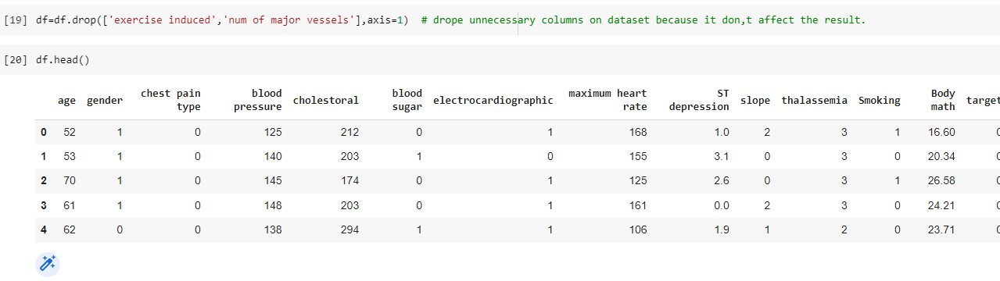 [19] df=df.drop(['exercise induced','num of major vessels'],axis=1)  # drope unnecessary columns on dataset because it don,t affect the result.
[20] df.head()
age gender chest pain type blood pressure cholestoral blood sugar electrocardiographic maximum heart rate ST depression slope thalassemia Smoking Body math target
0 52 1 0 125 212 0 1 168 1.0 2 3 1 16.60 0
1 53 1 0 140 203 1 0 155 3.1 0 3 0 20.34 0
2 70 1 0 145 174 0 1 125 2.6 0 3 1 26.58 0
3 61 1 0 148 203 0 1 161 0.0 2 3 0 24.21 0
4 62 0 0 138 294 1 1 106 1.9 1 2 0 23.71 0